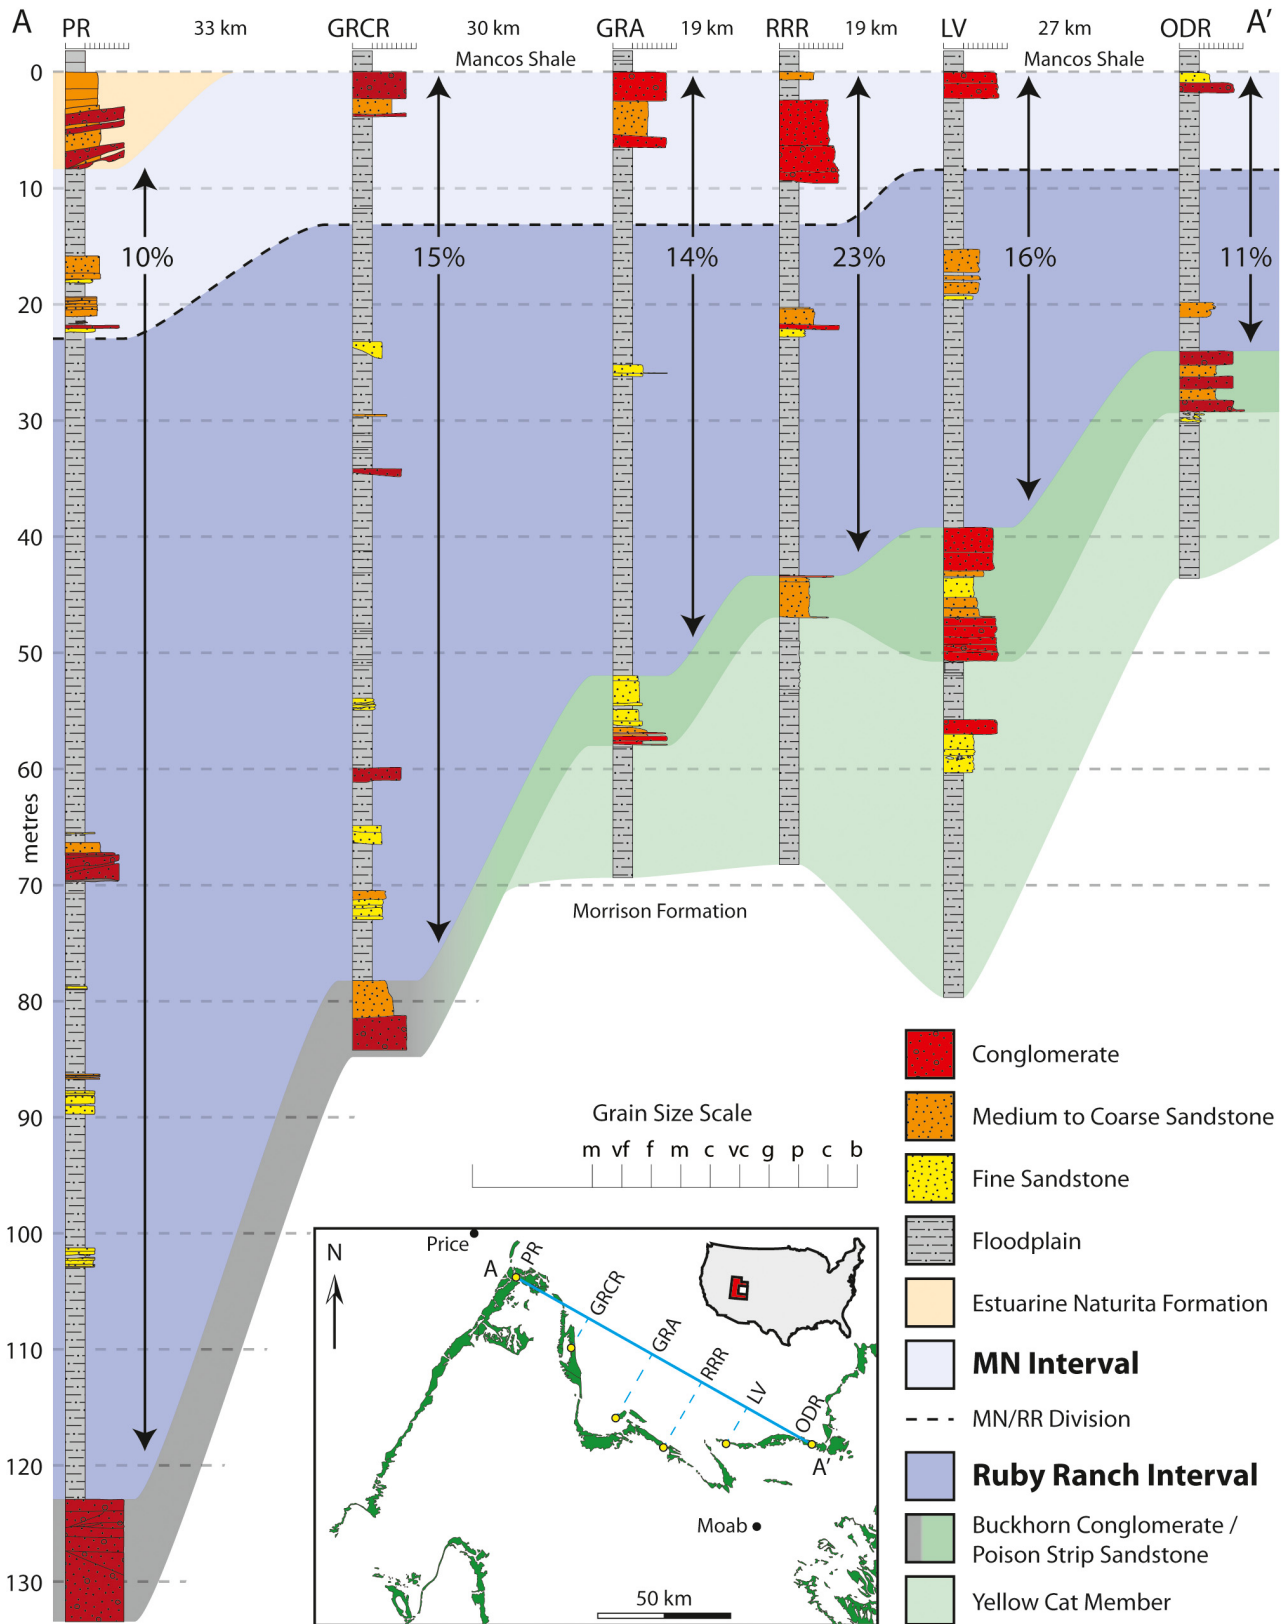 A PR 33 km GRCR 30 km GRA 19 km RRR 19 km LV 27 km ODR A'
Mancos Shale Mancos Shale
0
10
10% 15% 14% 23% 16% 11%
20
30
40
50
60
metres
70
Morrison Formation
80
90
100
110
120
130
Conglomerate
Medium to Coarse Sandstone
Fine Sandstone
Floodplain
Estuarine Naturita Formation
MN Interval
MN/RR Division
Ruby Ranch Interval
Buckhorn Conglomerate /
Poison Strip Sandstone
Yellow Cat Member
Grain Size Scale
m vf f m c vc g p c b
N
Price
A
PR
GRCR
GRA
RRR
LV
ODR
A'
Moab
50 km